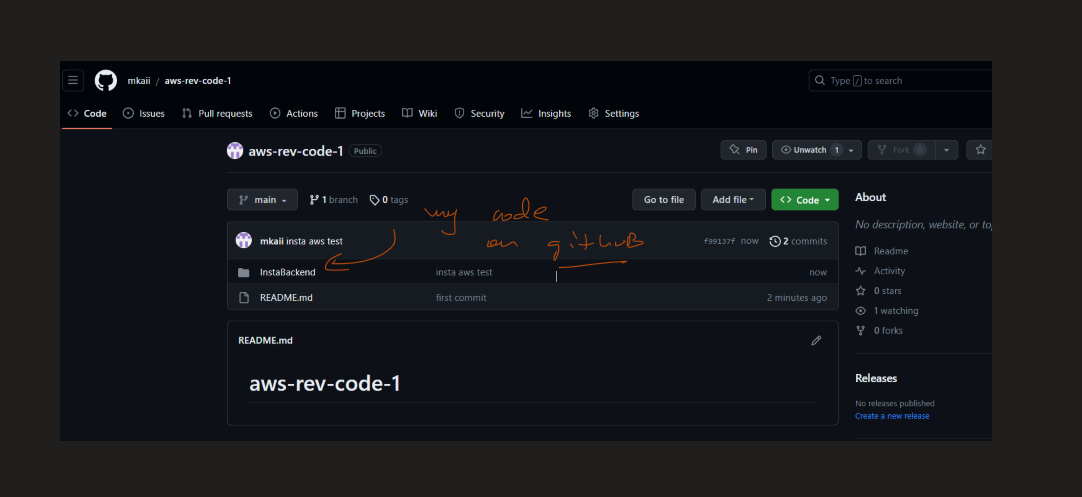 mkaii / aws-rev-code-1
Type / to search
Code Issues Pull requests Actions Projects Wiki Security Insights Settings
aws-rev-code-1 Public
Pin Unwatch 1 Fork 0
main 1 branch 0 tags Go to file Add file Code
my code
on github
mkaii insta aws test f99137f now 2 commits
InstaBackend insta aws test now
README.md first commit 2 minutes ago
README.md
aws-rev-code-1
About
No description, website, or to
Readme
Activity
0 stars
1 watching
0 forks
Releases
No releases published
Create a new release